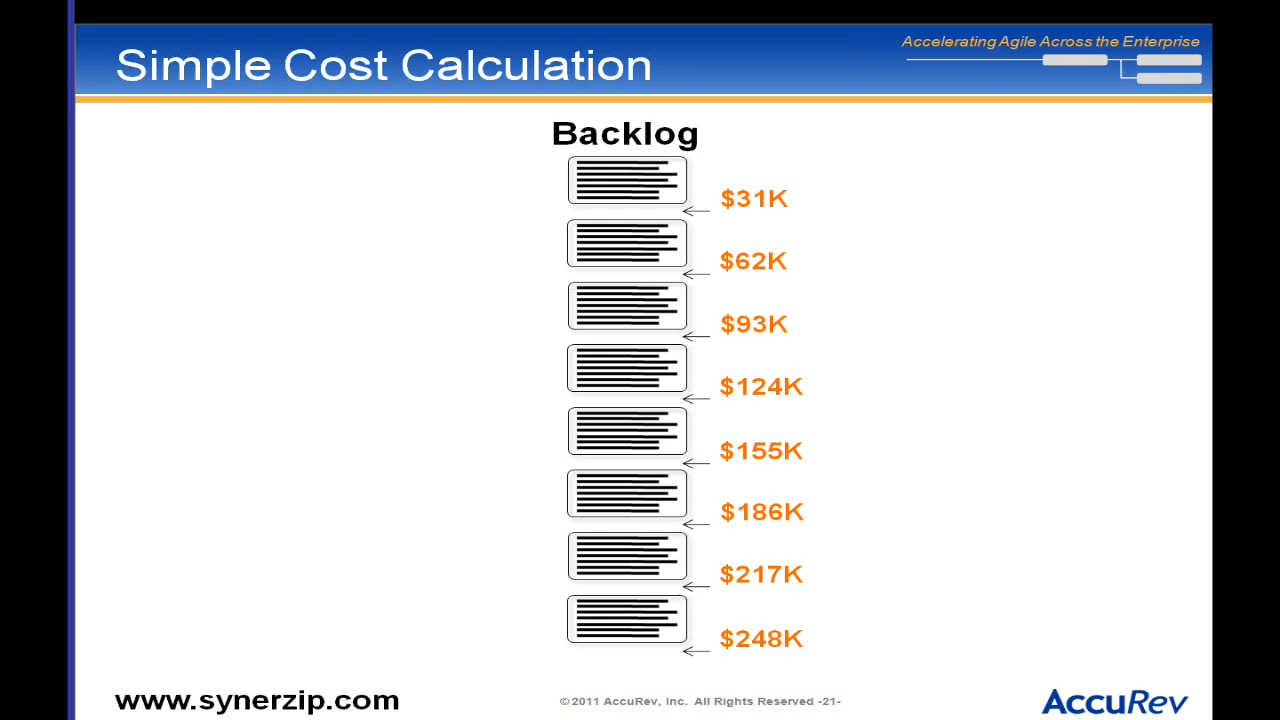 Accelerating Agile Across the Enterprise
Simple Cost Calculation
Backlog
$31K
$62K
$93K
$124K
$155K
$186K
$217K
$248K
www.synerzip.com
©2011 AccuRev, Inc. All Rights Reserved -21-
AccuRev